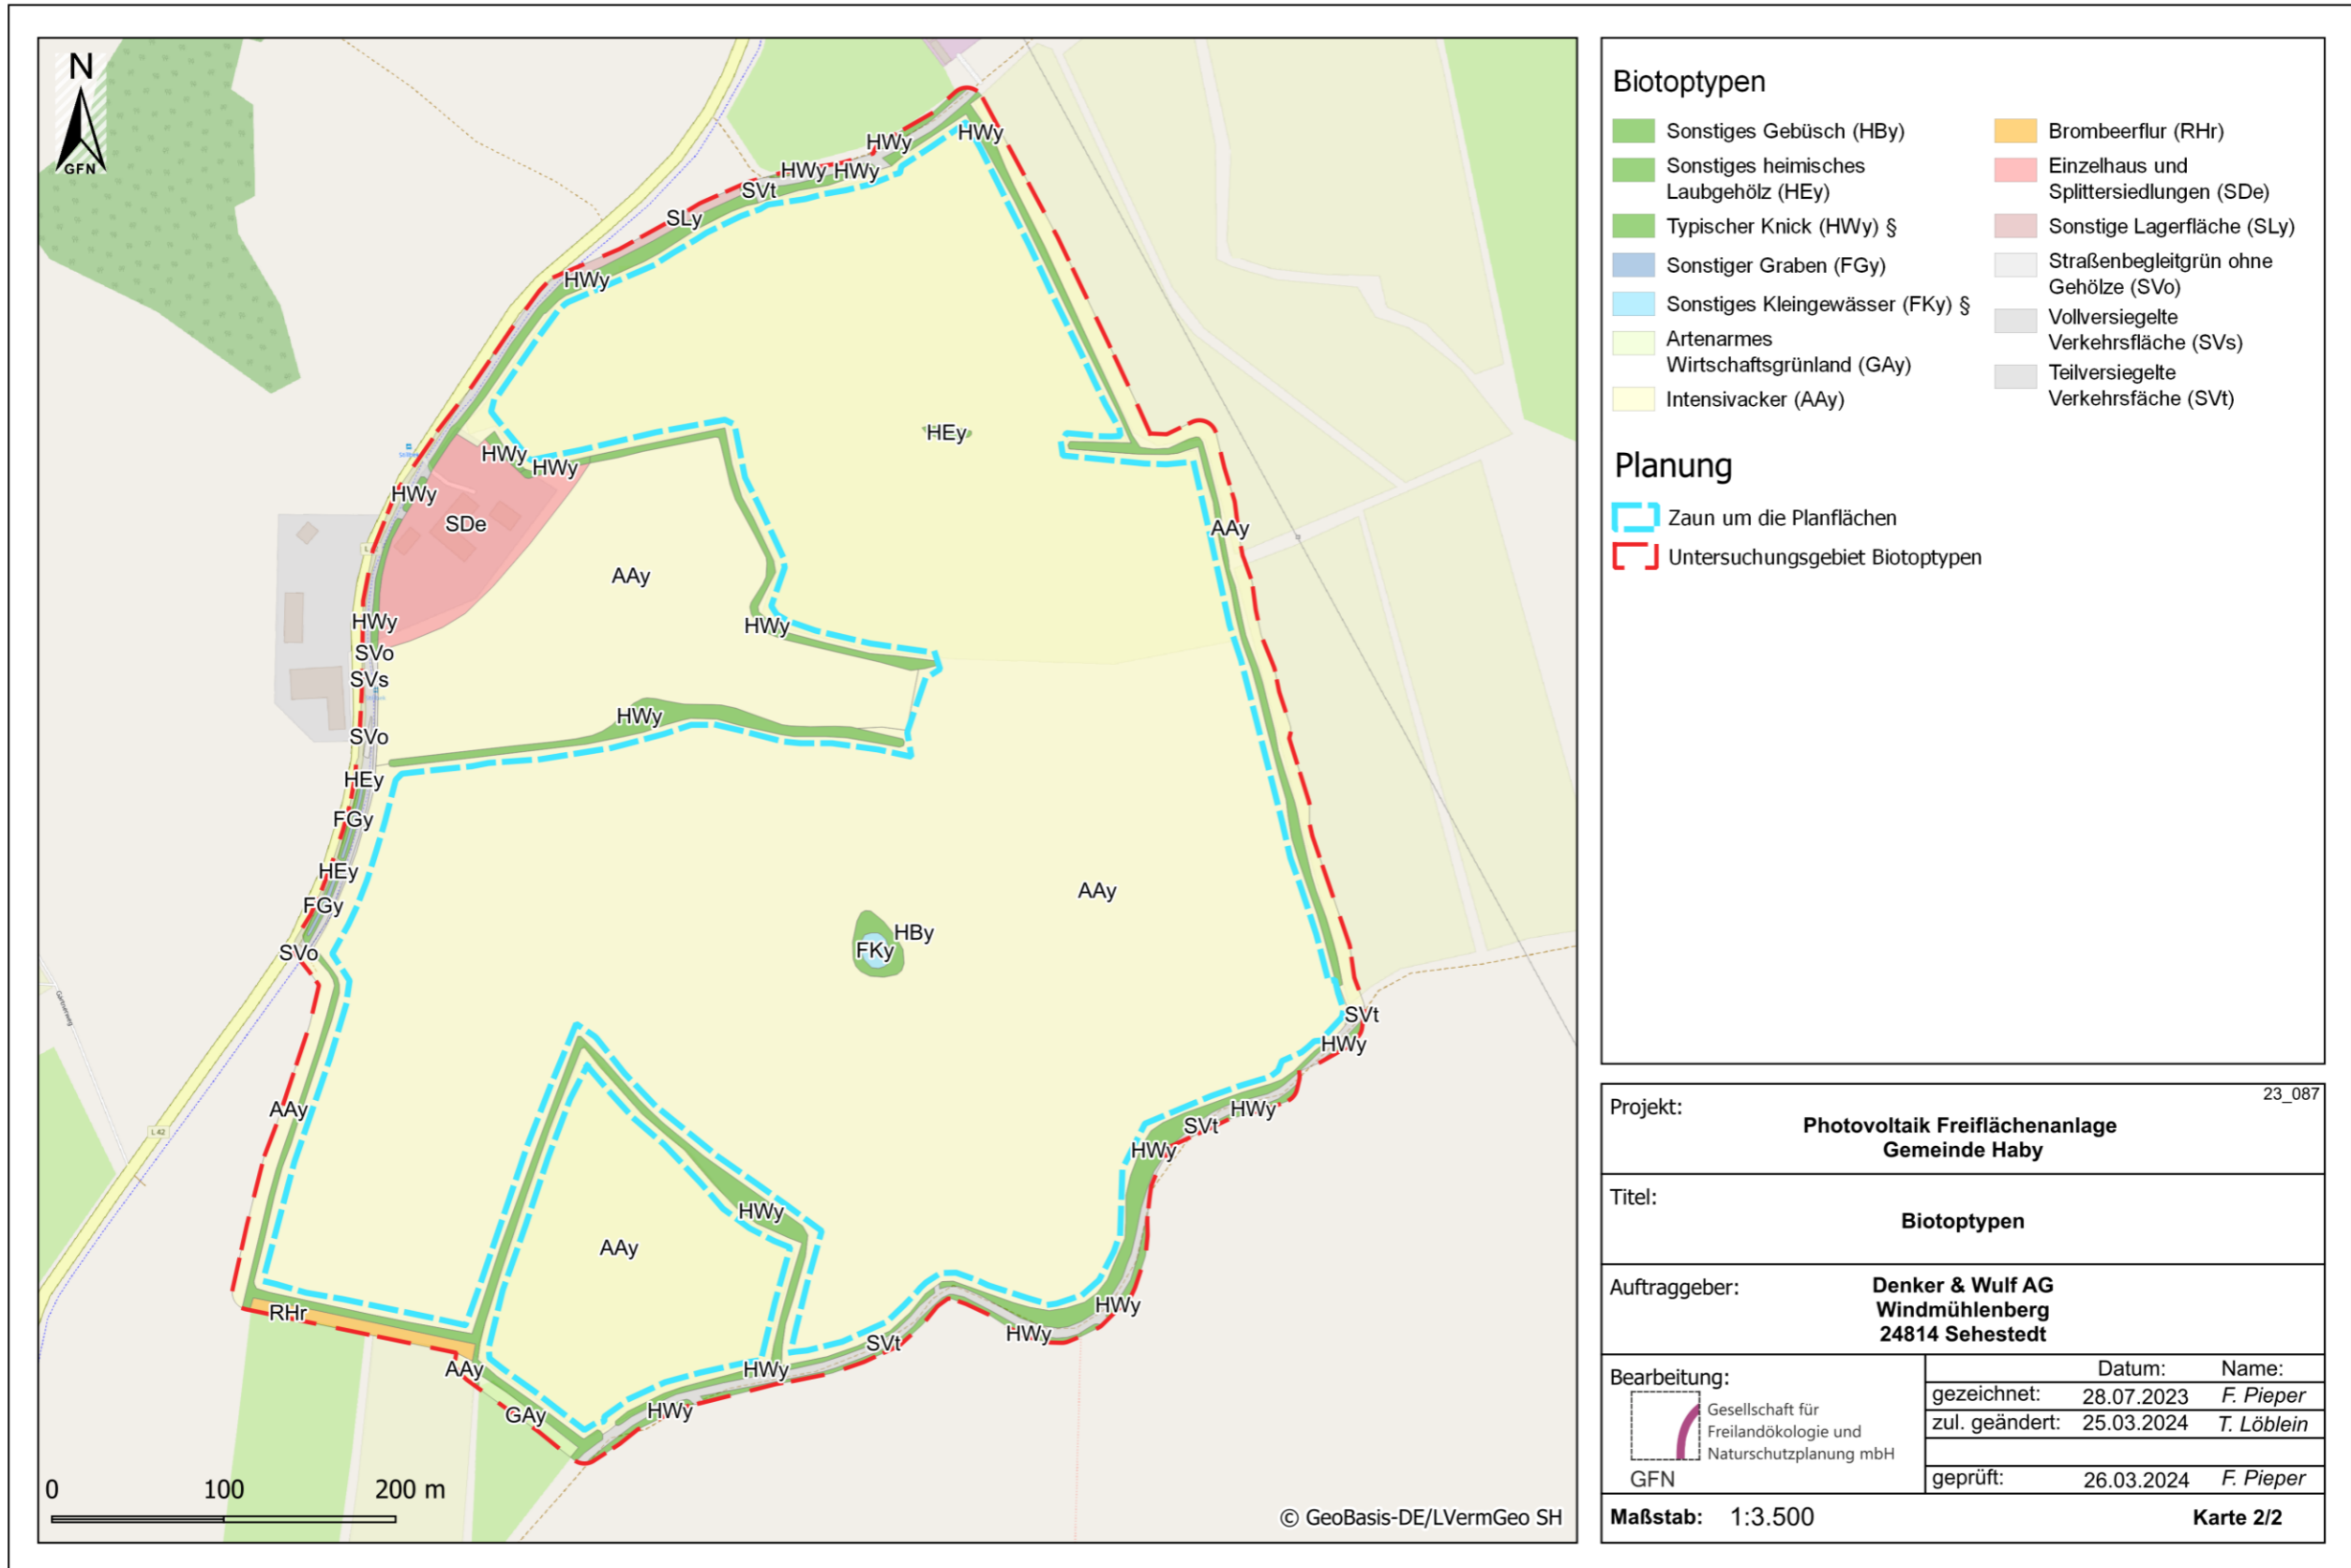 N
GFN
HWy
HWy
HWy
HWy
SVt
SLy
HWy
HEy
HWy
HWy
HWy
SDe
AAy
AAy
HWy
HWy
SVo
SVs
HWy
SVo
HEy
FGy
HEy
AAy
FGy
HBy
FKy
SVo
SVt
HWy
AAy
HWy
SVt
L 42
HWy
HWy
AAy
HWy
RHr
HWy
SVt
AAy
HWy
HWy
GAy
0 100 200 m
© GeoBasis-DE/LVermGeo SH
Biotoptypen
Sonstiges Gebüsch (HBy)
Sonstiges heimisches
Laubgehölz (HEy)
Typischer Knick (HWy) §
Sonstiger Graben (FGy)
Sonstiges Kleingewässer (FKy) §
Artenarmes
Wirtschaftsgrünland (GAy)
Intensivacker (AAy)
Brombeerflur (RHr)
Einzelhaus und
Splittersiedlungen (SDe)
Sonstige Lagerfläche (SLy)
Straßenbegleitgrün ohne
Gehölze (SVo)
Vollversiegelte
Verkehrsfläche (SVs)
Teilversiegelte
Verkehrsfäche (SVt)
Planung
Zaun um die Planflächen
Untersuchungsgebiet Biotoptypen
23_087
Projekt:
Photovoltaik Freiflächenanlage
Gemeinde Haby
Titel:
Biotoptypen
Auftraggeber:
Denker & Wulf AG
Windmühlenberg
24814 Sehestedt
Bearbeitung:
GFN
Gesellschaft für
Freilandökologie und
Naturschutzplanung mbH
Datum: Name:
gezeichnet: 28.07.2023 F. Pieper
zul. geändert: 25.03.2024 T. Löblein
geprüft: 26.03.2024 F. Pieper
Maßstab: 1:3.500
Karte 2/2